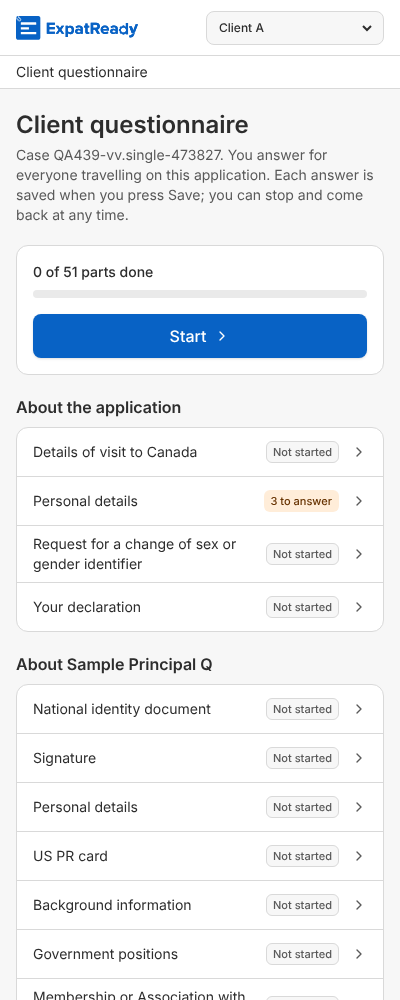 ExpatReady
Client A
Client questionnaire
Client questionnaire
Case QA439-vv.single-473827. You answer for
everyone travelling on this application. Each answer is
saved when you press Save; you can stop and come
back at any time.
0 of 51 parts done
Start
About the application
Details of visit to Canada
Not started
Personal details
3 to answer
Request for a change of sex or
gender identifier
Not started
Your declaration
Not started
About Sample Principal Q
National identity document
Not started
Signature
Not started
Personal details
Not started
US PR card
Not started
Background information
Not started
Government positions
Not started
Membership or Association with